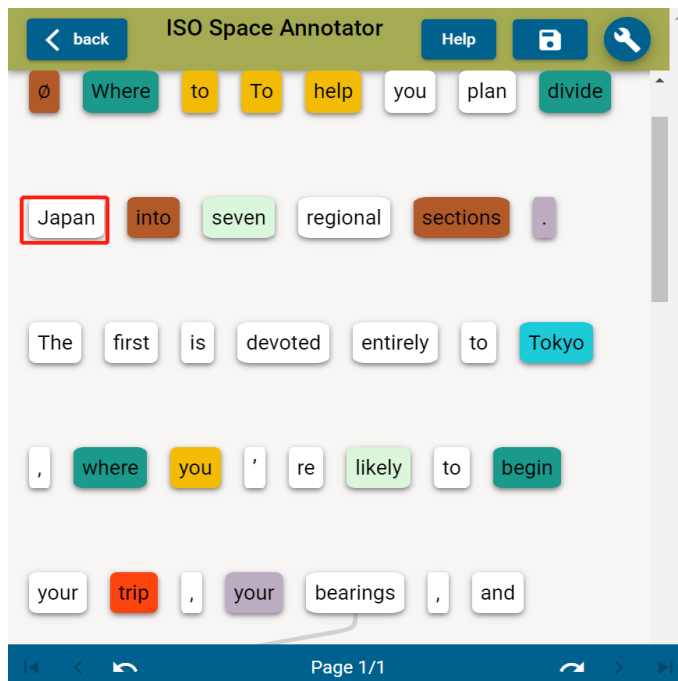 back ISO Space Annotator Help
Ø Where to To help you plan divide
Japan into seven regional sections .
The first is devoted entirely to Tokyo
, where you ’ re likely to begin
your trip , your bearings , and
Page 1/1